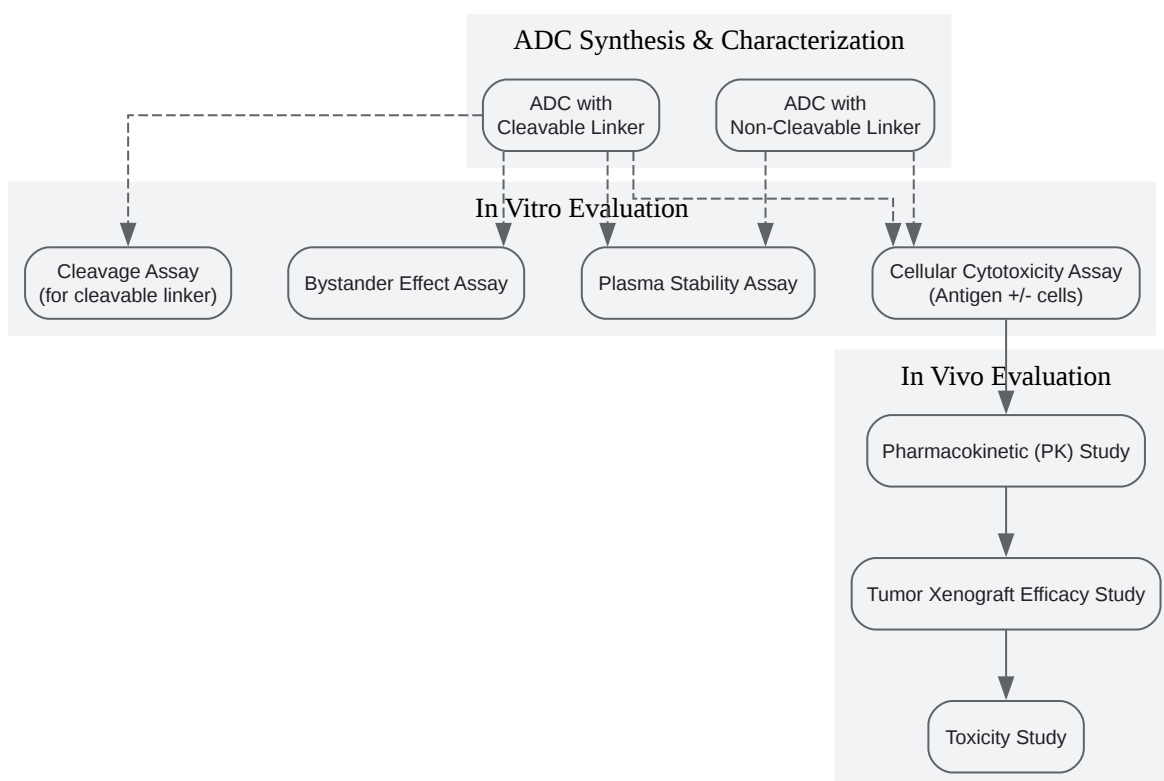 ADC Synthesis & Characterization
ADC with
Cleavable Linker
ADC with
Non-Cleavable Linker
In Vitro Evaluation
Cleavage Assay
(for cleavable linker)
Bystander Effect Assay
Plasma Stability Assay
Cellular Cytotoxicity Assay
(Antigen +/- cells)
In Vivo Evaluation
Pharmacokinetic (PK) Study
Tumor Xenograft Efficacy Study
Toxicity Study